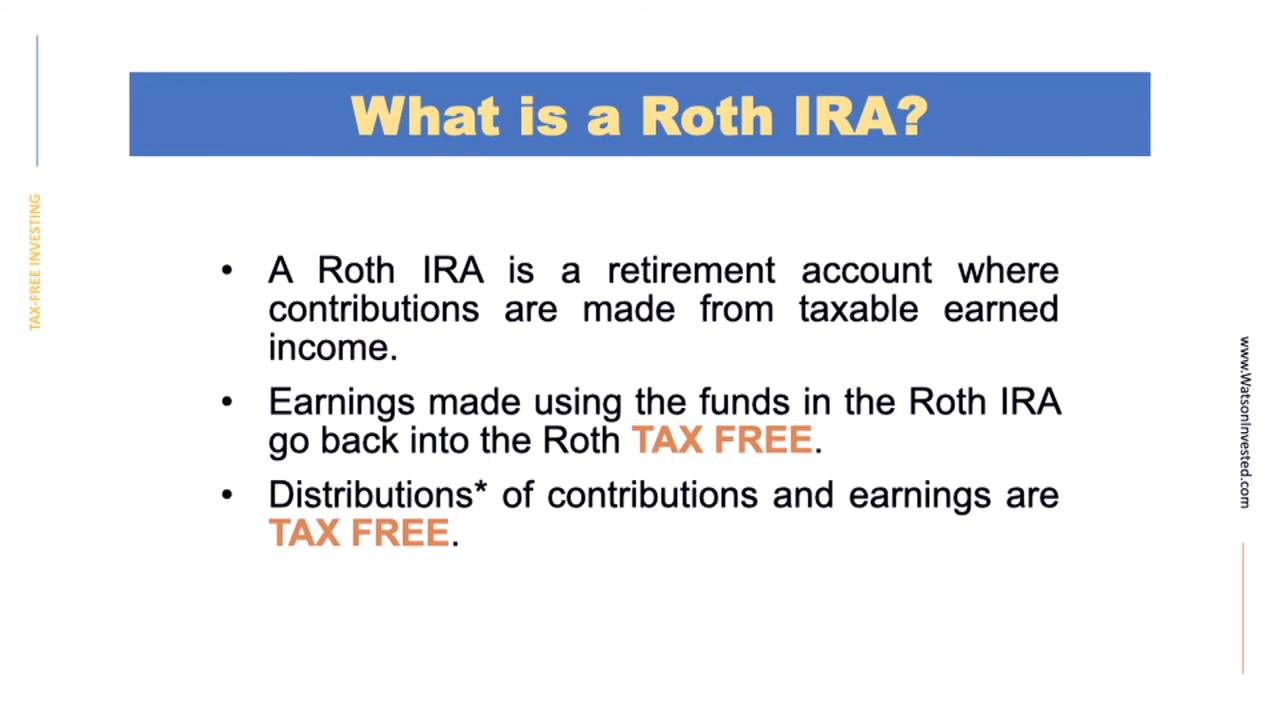 What is a Roth IRA?
TAX-FREE INVESTING
• A Roth IRA is a retirement account where
contributions are made from taxable earned
income.
• Earnings made using the funds in the Roth IRA
go back into the Roth TAX FREE.
• Distributions* of contributions and earnings are
TAX FREE.
www.WatsonInvested.com